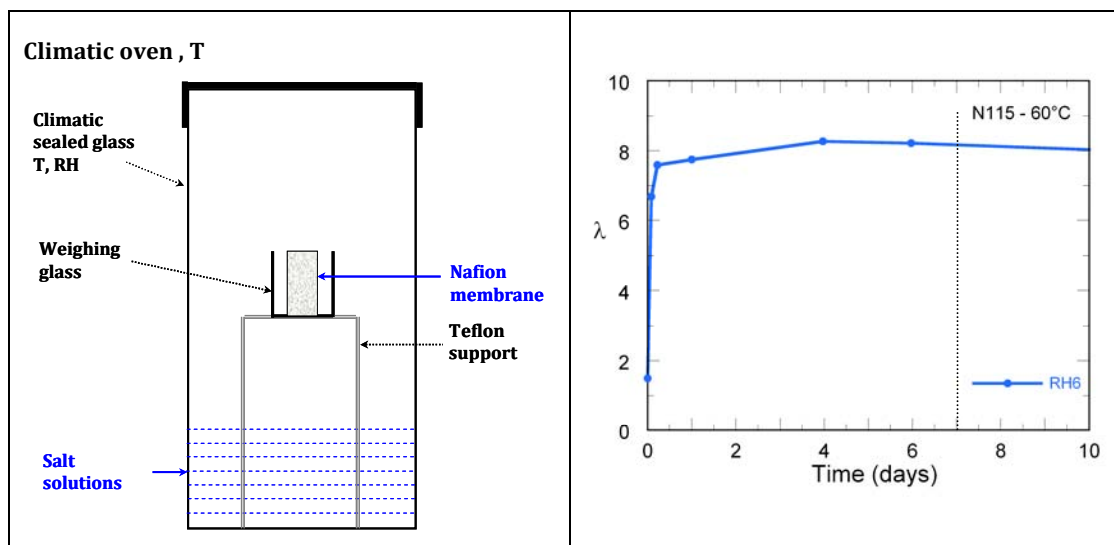 Climatic oven , T
Climatic
sealed glass
T, RH
Weighing
glass
Nafion
membrane
Teflon
support
Salt
solutions
10
8
6
4
2
0
λ
N115 - 60°C
RH6
0 2 4 6 8 10
Time (days)